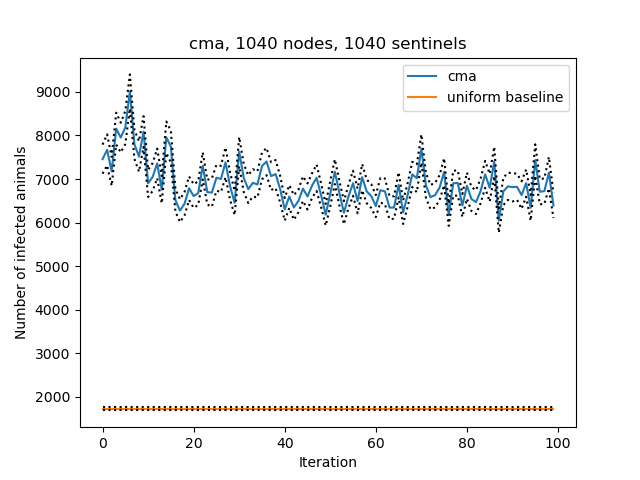 cma, 1040 nodes, 1040 sentinels
cma
uniform baseline
9000
8000
7000
6000
5000
4000
3000
2000
Number of infected animals
0 20 40 60 80 100
Iteration